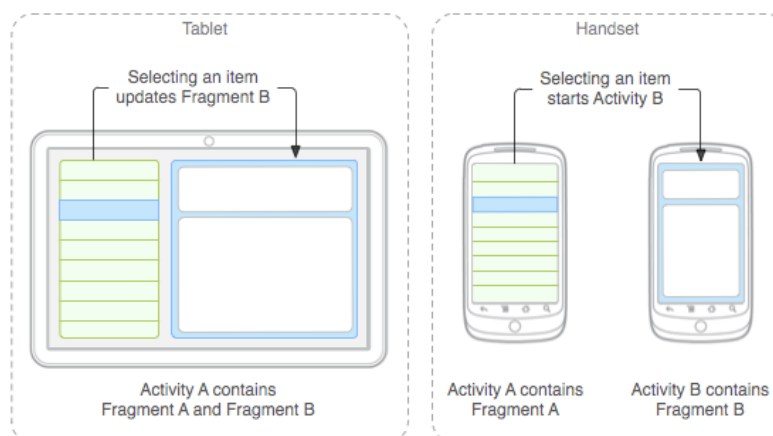 Tablet
Selecting an item
updates Fragment B
Activity A contains
Fragment A and Fragment B
Handset
Selecting an item
starts Activity B
Activity A contains
Fragment A
Activity B contains
Fragment B